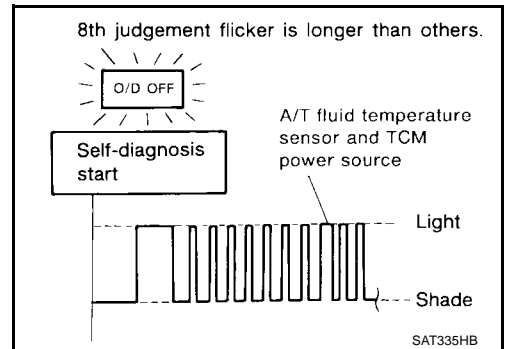 8th judgement flicker is longer than others.
O/D OFF
Self-diagnosis
start
A/T fluid temperature
sensor and TCM
power source
Light
Shade
SAT335HB